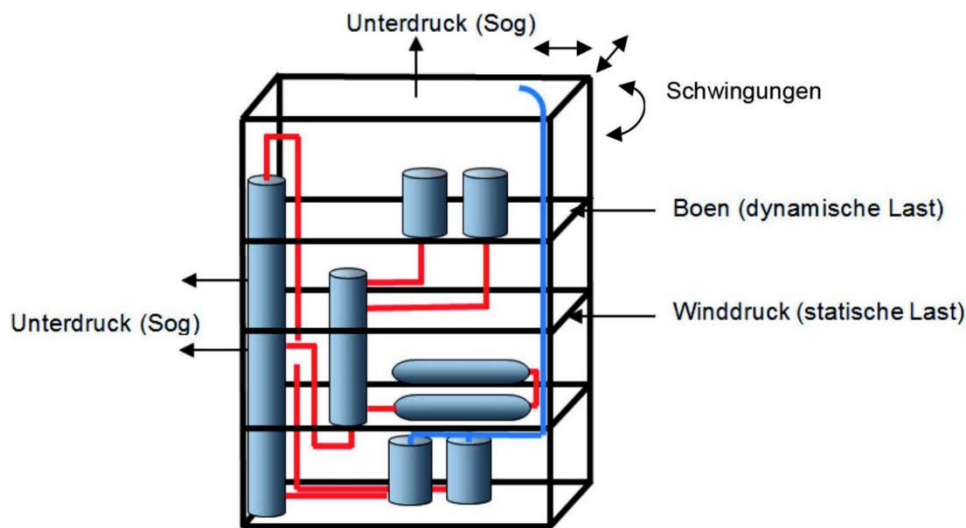 Unterdruck (Sog)
Schwingungen
Boen (dynamische Last)
Winddruck (statische Last)
Unterdruck (Sog)